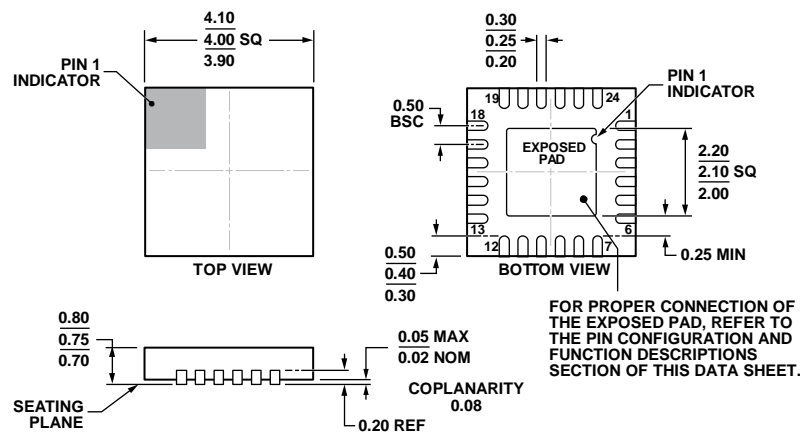 4.10
4.00 SQ
3.90
PIN 1
INDICATOR
TOP VIEW
0.30
0.25
0.20
0.50
BSC
PIN 1
INDICATOR
19
24
18
1
EXPOSED
PAD
2.20
2.10 SQ
2.00
13
12
7
6
BOTTOM VIEW
0.25 MIN
0.50
0.40
0.30
FOR PROPER CONNECTION OF
THE EXPOSED PAD, REFER TO
THE PIN CONFIGURATION AND
FUNCTION DESCRIPTIONS
SECTION OF THIS DATA SHEET.
0.80
0.75
0.70
0.05 MAX
0.02 NOM
COPLANARITY
0.08
SEATING
PLANE
0.20 REF